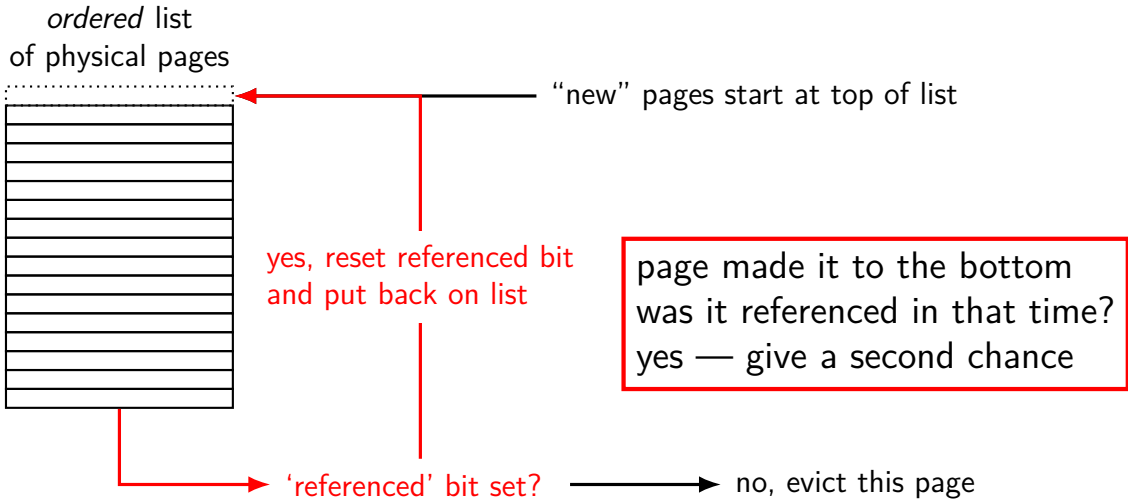 ordered list
of physical pages
“new” pages start at top of list
yes, reset referenced bit
and put back on list
page made it to the bottom
was it referenced in that time?
yes — give a second chance
‘referenced’ bit set?
no, evict this page